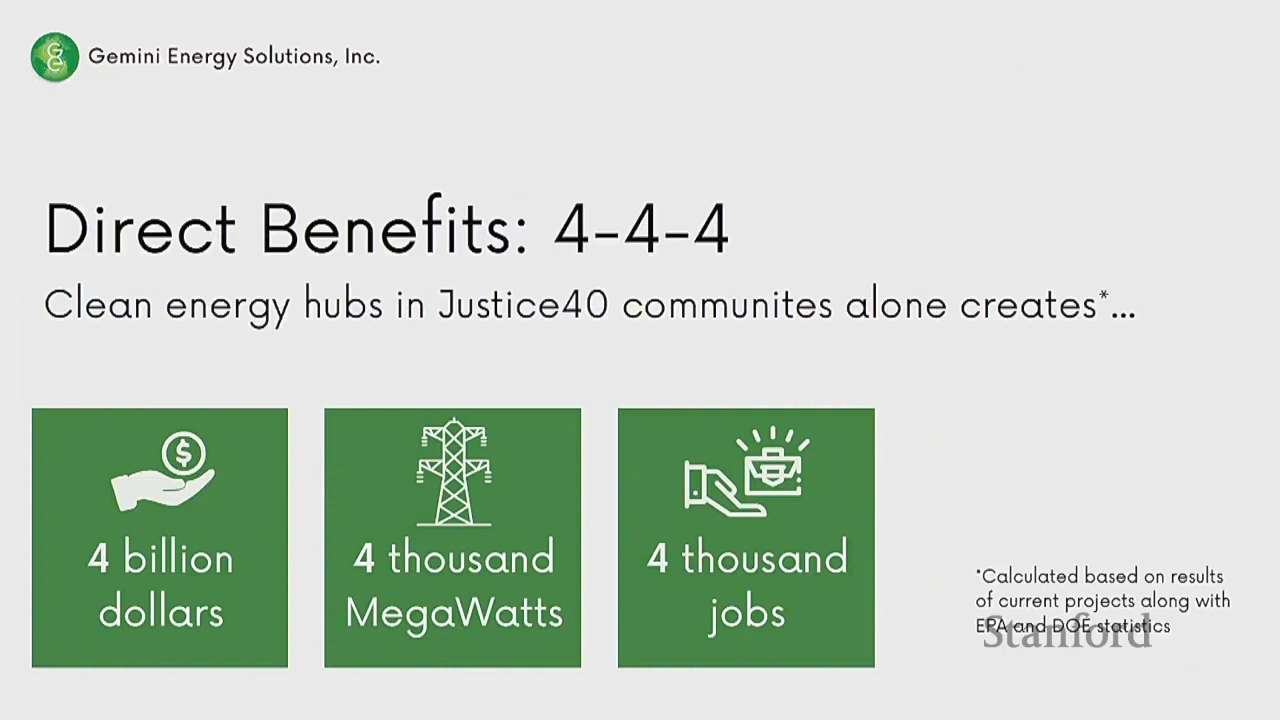 Gemini Energy Solutions, Inc.
Direct Benefits: 4-4-4
Clean energy hubs in Justice40 communites alone creates*...
4 billion
dollars
4 thousand
MegaWatts
4 thousand
jobs
*Calculated based on results
of current projects along with
EPA and DOE statistics
Stanford